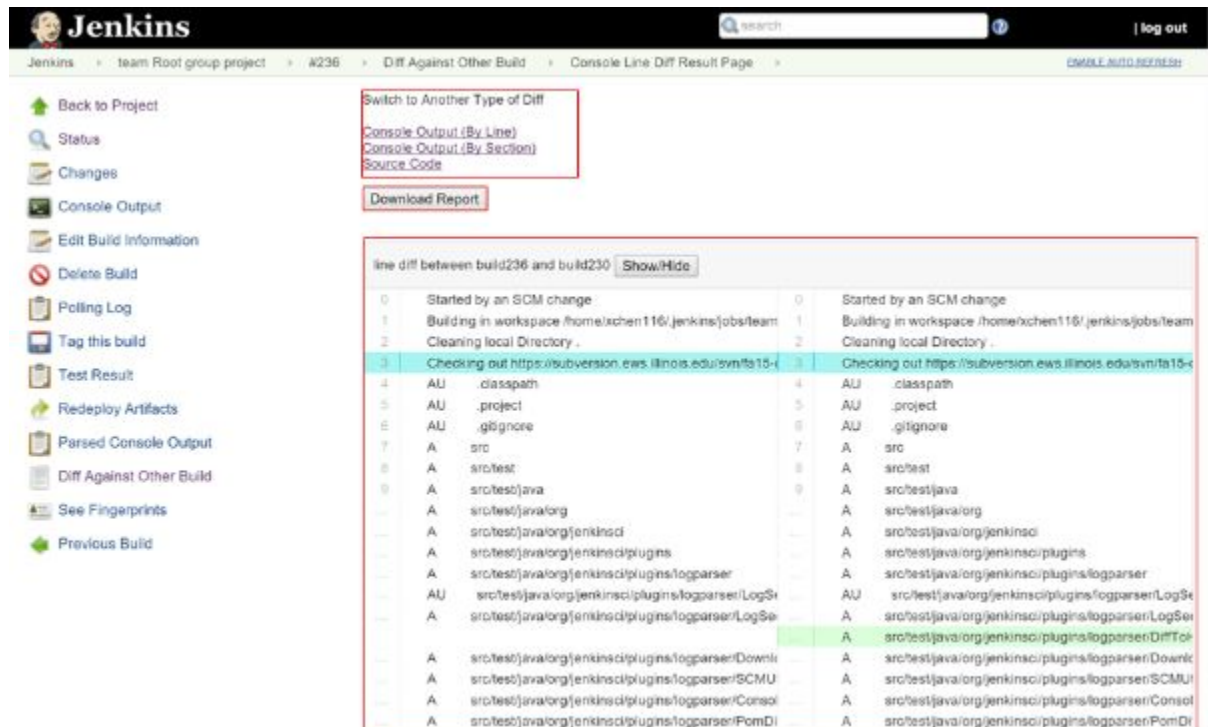 Jenkins
search
| log out
Jenkins › team Root group project › #236 › Diff Against Other Build › Console Line Diff Result Page ›
ENABLE AUTO REFRESH
Back to Project
Status
Changes
Console Output
Edit Build Information
Delete Build
Polling Log
Tag this build
Test Result
Redeploy Artifacts
Parsed Console Output
Diff Against Other Build
See Fingerprints
Previous Build
Switch to Another Type of Diff
Console Output (By Line)
Console Output (By Section)
Source Code
Download Report
line diff between build236 and build230 Show/Hide
0 Started by an SCM change 0 Started by an SCM change
1 Building in workspace /home/xchen116/.jenkins/jobs/team 1 Building in workspace /home/xchen116/.jenkins/jobs/team
2 Cleaning local Directory . 2 Cleaning local Directory .
3 Checking out https://subversion.ews.illinois.edu/svn/fa15- 3 Checking out https://subversion.ews.illinois.edu/svn/fa15-
4 AU .classpath 4 AU .classpath
5 AU .project 5 AU .project
6 AU .gitignore 6 AU .gitignore
7 A src 7 A src
8 A src/test 8 A src/test
9 A src/test/java 9 A src/test/java
... A src/test/java/org ... A src/test/java/org
... A src/test/java/org/jenkinsci ... A src/test/java/org/jenkinsci
... A src/test/java/org/jenkinsci/plugins ... A src/test/java/org/jenkinsci/plugins
... A src/test/java/org/jenkinsci/plugins/logparser ... A src/test/java/org/jenkinsci/plugins/logparser
... AU src/test/java/org/jenkinsci/plugins/logparser/LogSe ... AU src/test/java/org/jenkinsci/plugins/logparser/LogSe
... A src/test/java/org/jenkinsci/plugins/logparser/LogSe ... A src/test/java/org/jenkinsci/plugins/logparser/LogSer
... A src/test/java/org/jenkinsci/plugins/logparser/DiffTo
... A src/test/java/org/jenkinsci/plugins/logparser/Downl ... A src/test/java/org/jenkinsci/plugins/logparser/Downlo
... A src/test/java/org/jenkinsci/plugins/logparser/SCMU ... A src/test/java/org/jenkinsci/plugins/logparser/SCMU
... A src/test/java/org/jenkinsci/plugins/logparser/Consol ... A src/test/java/org/jenkinsci/plugins/logparser/Consol
... A src/test/java/org/jenkinsci/plugins/logparser/PomDi ... A src/test/java/org/jenkinsci/plugins/logparser/PomDi